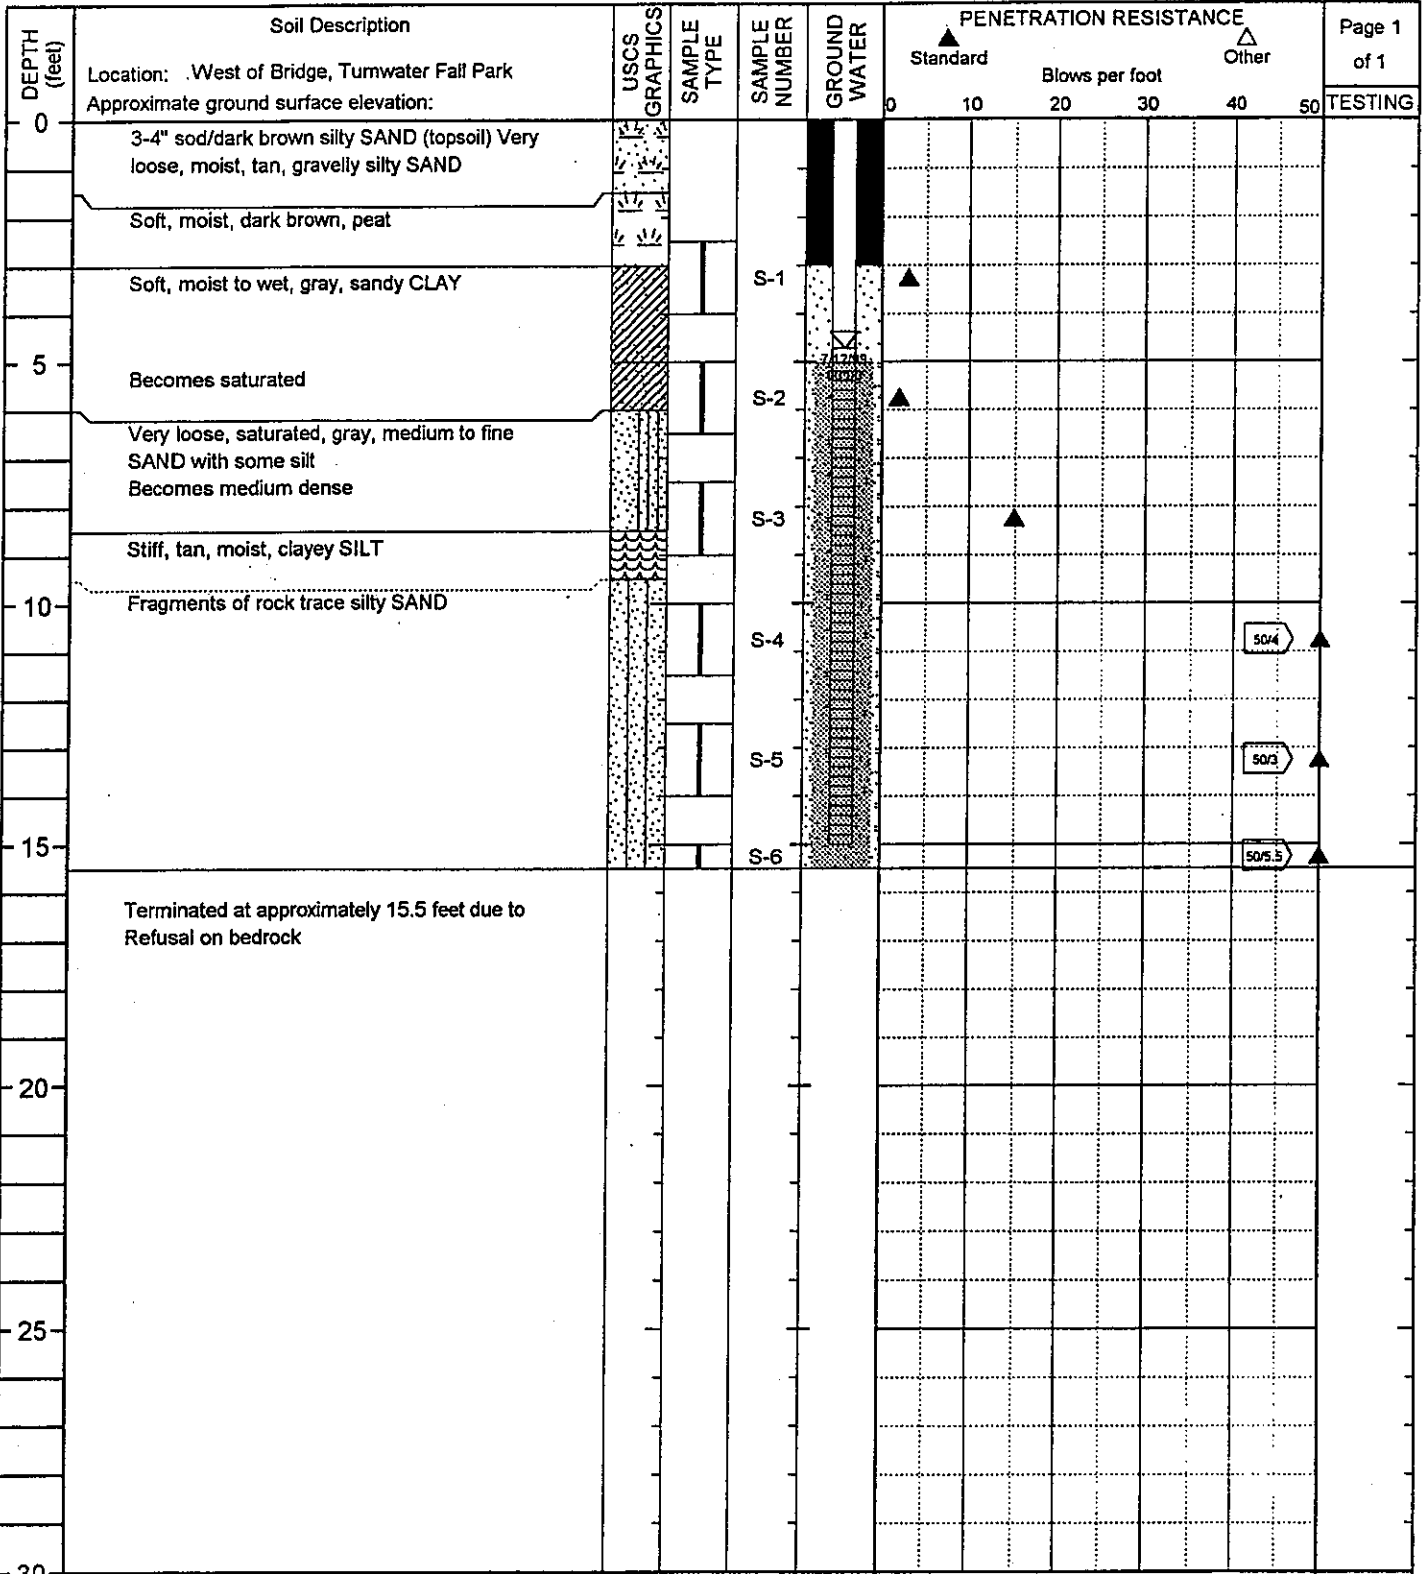 DEPTH
(feet)
Soil Description
Location: .West of Bridge, Tumwater Fall Park
Approximate ground surface elevation:
USCS
GRAPHICS
SAMPLE
TYPE
SAMPLE
NUMBER
GROUND
WATER
PENETRATION RESISTANCE
Standard
Other
Blows per foot
0 10 20 30 40 50
Page 1
of 1
TESTING
0
3-4" sod/dark brown silty SAND (topsoil) Very
loose, moist, tan, gravelly silty SAND
Soft, moist, dark brown, peat
Soft, moist to wet, gray, sandy CLAY
S-1
5
Becomes saturated
S-2
Very loose, saturated, gray, medium to fine
SAND with some silt
Becomes medium dense
S-3
Stiff, tan, moist, clayey SILT
10
Fragments of rock trace silty SAND
S-4
50/4
S-5
50/3
15
S-6
50/5.5
Terminated at approximately 15.5 feet due to
Refusal on bedrock
20
25
30